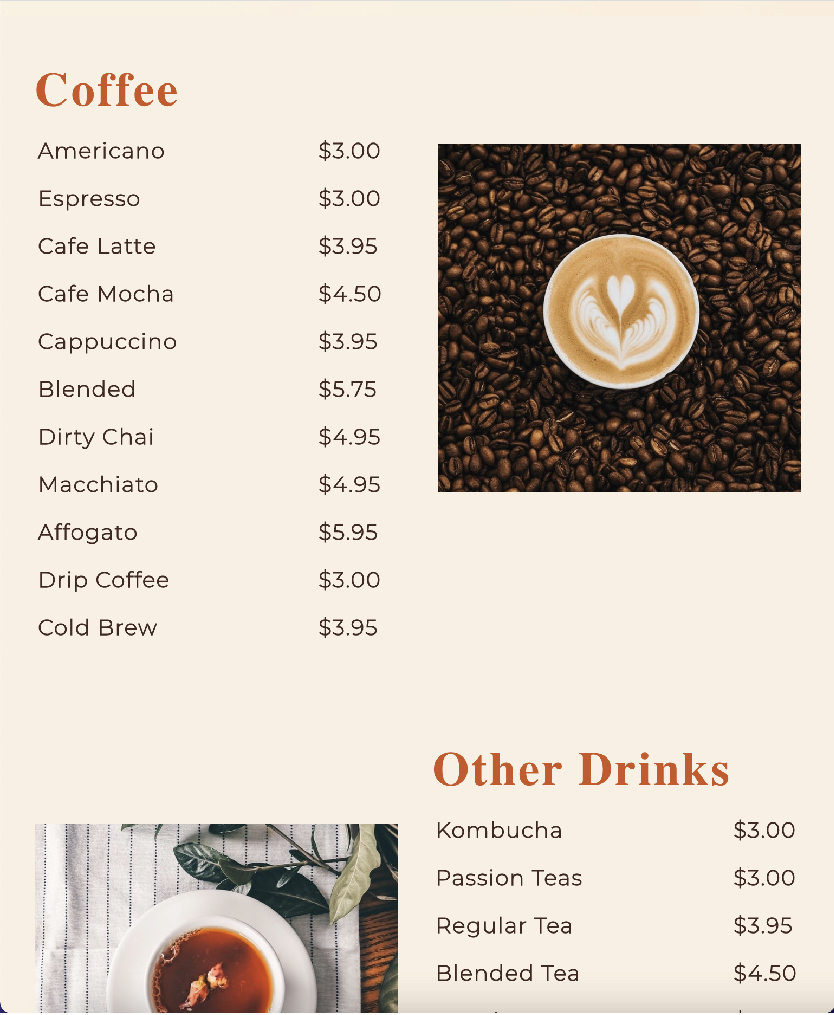 Coffee
Americano $3.00
Espresso $3.00
Cafe Latte $3.95
Cafe Mocha $4.50
Cappuccino $3.95
Blended $5.75
Dirty Chai $4.95
Macchiato $4.95
Affogato $5.95
Drip Coffee $3.00
Cold Brew $3.95
Other Drinks
Kombucha $3.00
Passion Teas $3.00
Regular Tea $3.95
Blended Tea $4.50